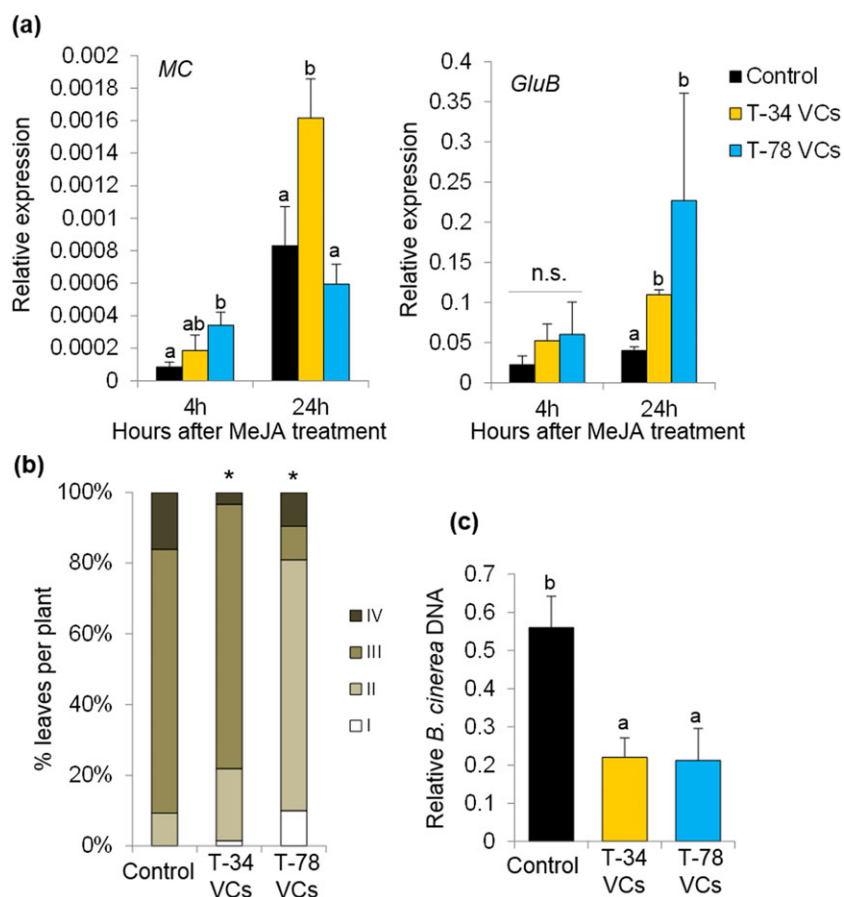 (a)
MC
Relative expression
0.002
0.0018
0.0016
0.0014
0.0012
0.001
0.0008
0.0006
0.0004
0.0002
0
a
ab
b
a
b
a
4h
24h
Hours after MeJA treatment
GluB
Relative expression
0.4
0.35
0.3
0.25
0.2
0.15
0.1
0.05
0
n.s.
a
b
b
4h
24h
Hours after MeJA treatment
Control
T-34 VCs
T-78 VCs
(b)
% leaves per plant
100%
80%
60%
40%
20%
0%
*
*
Control
T-34
VCs
T-78
VCs
IV
III
II
I
(c)
Relative B. cinerea DNA
0.7
0.6
0.5
0.4
0.3
0.2
0.1
0
b
a
a
Control
T-34
VCs
T-78
VCs